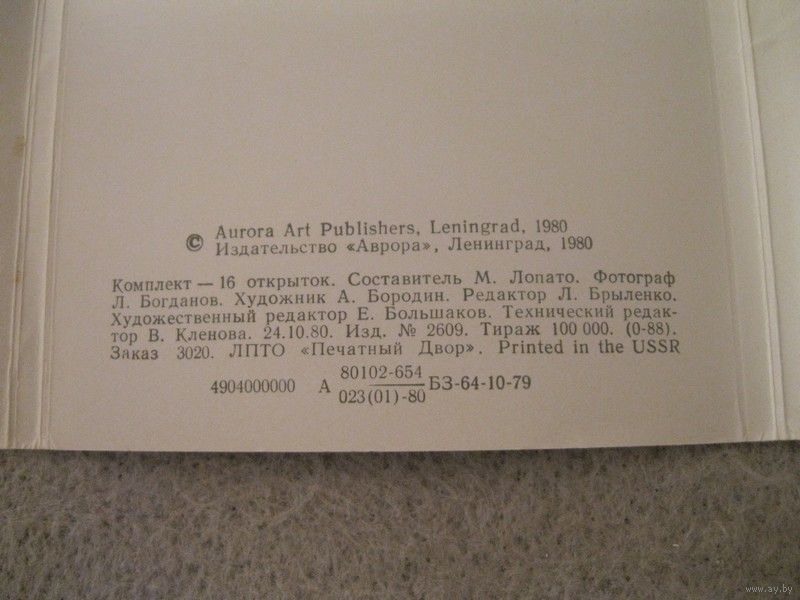 © Aurora Art Publishers, Leningrad, 1980
Издательство «Аврора», Ленинград, 1980
Комплект — 16 открыток. Составитель М. Лопато. Фотограф
Л. Богданов. Художник А. Бородин. Редактор Л. Брыленко.
Художественный редактор Е. Большаков. Технический редак-
тор В. Кленова. 24.10.80. Изд. № 2609. Тираж 100 000. (0-88).
Заказ 3020. ЛПТО «Печатный Двор». Printed in the USSR
80102-654
4904000000 А БЗ-64-10-79
023(01)-80
www.ay.by